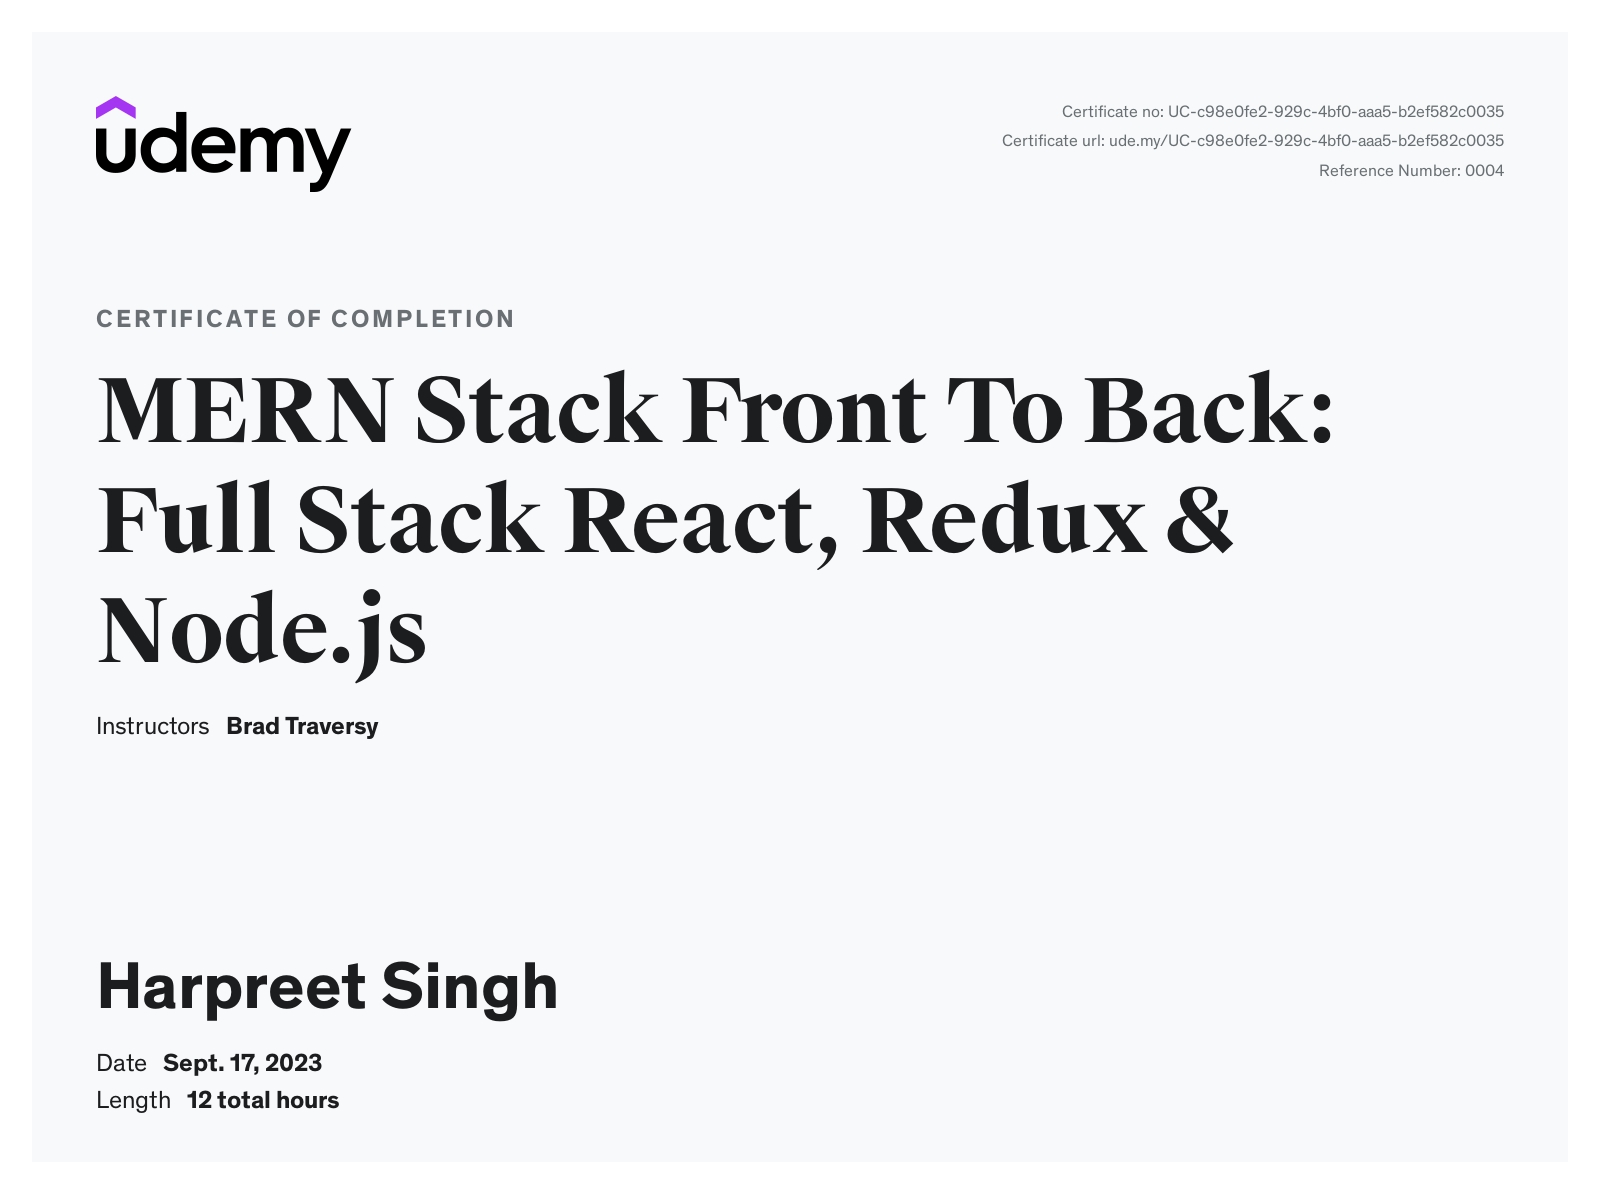 udemy
Certificate no: UC-c98e0fe2-929c-4bf0-aaa5-b2ef582c0035
Certificate url: ude.my/UC-c98e0fe2-929c-4bf0-aaa5-b2ef582c0035
Reference Number: 0004
CERTIFICATE OF COMPLETION
MERN Stack Front To Back:
Full Stack React, Redux &
Node.js
Instructors Brad Traversy
Harpreet Singh
Date Sept. 17, 2023
Length 12 total hours